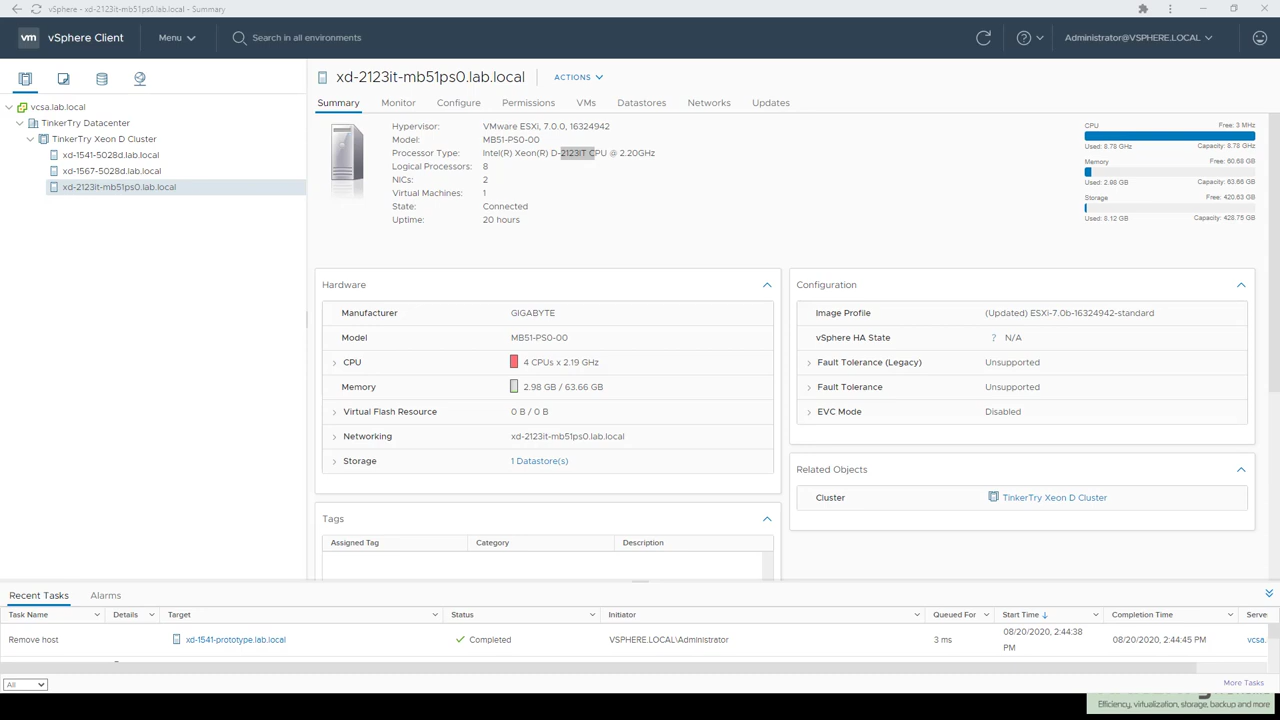 vSphere - xd-2123it-mb51ps0.lab.local - Summary
vm vSphere Client Menu Search in all environments Administrator@VSPHERE.LOCAL
xd-2123it-mb51ps0.lab.local ACTIONS
Summary Monitor Configure Permissions VMs Datastores Networks Updates
vcsa.lab.local
TinkerTry Datacenter
TinkerTry Xeon D Cluster
xd-1541-5028d.lab.local
xd-1567-5028d.lab.local
xd-2123it-mb51ps0.lab.local
Hypervisor: VMware ESXi, 7.0.0, 16324942
Model: MB51-PS0-00
Processor Type: Intel(R) Xeon(R) D-2123IT CPU @ 2.20GHz
Logical Processors: 8
NICs: 2
Virtual Machines: 1
State: Connected
Uptime: 20 hours
CPU Free: 3 MHz
Used: 8.78 GHz Capacity: 8.78 GHz
Memory Free: 60.68 GB
Used: 2.98 GB Capacity: 63.66 GB
Storage Free: 420.63 GB
Used: 8.12 GB Capacity: 428.75 GB
Hardware
Manufacturer GIGABYTE
Model MB51-PS0-00
CPU 4 CPUs x 2.19 GHz
Memory 2.98 GB / 63.66 GB
Virtual Flash Resource 0 B / 0 B
Networking xd-2123it-mb51ps0.lab.local
Storage 1 Datastore(s)
Tags
Assigned Tag Category Description
Configuration
Image Profile (Updated) ESXi-7.0b-16324942-standard
vSphere HA State ? N/A
Fault Tolerance (Legacy) Unsupported
Fault Tolerance Unsupported
EVC Mode Disabled
Related Objects
Cluster TinkerTry Xeon D Cluster
Recent Tasks Alarms
Task Name Details Target Status Initiator Queued For Start Time Completion Time Serve
Remove host xd-1541-prototype.lab.local Completed VSPHERE.LOCAL\Administrator 3 ms 08/20/2020, 2:44:38 PM 08/20/2020, 2:44:45 PM vcsa.
All More Tasks
Efficiency, virtualization, storage, backup and more